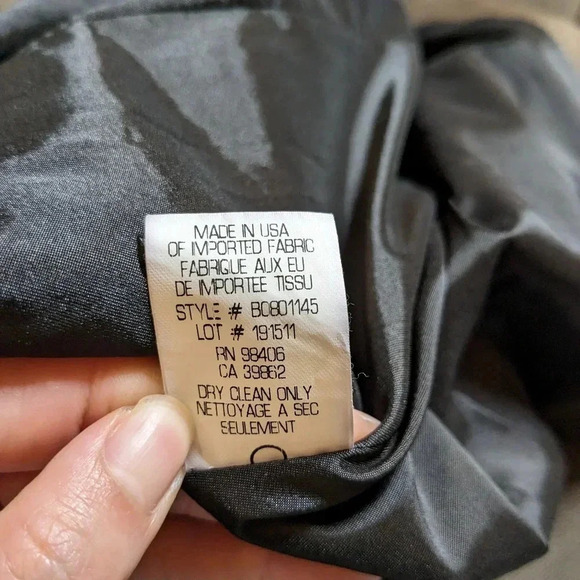 MADE IN USA
OF IMPORTED FABRIC
FABRIQUE AUX EU
DE IMPORTEE TISSU
STYLE # B0801145
LOT # 191511
RN 98406
CA 39862
DRY CLEAN ONLY
NETTOYAGE A SEC
SEULEMENT